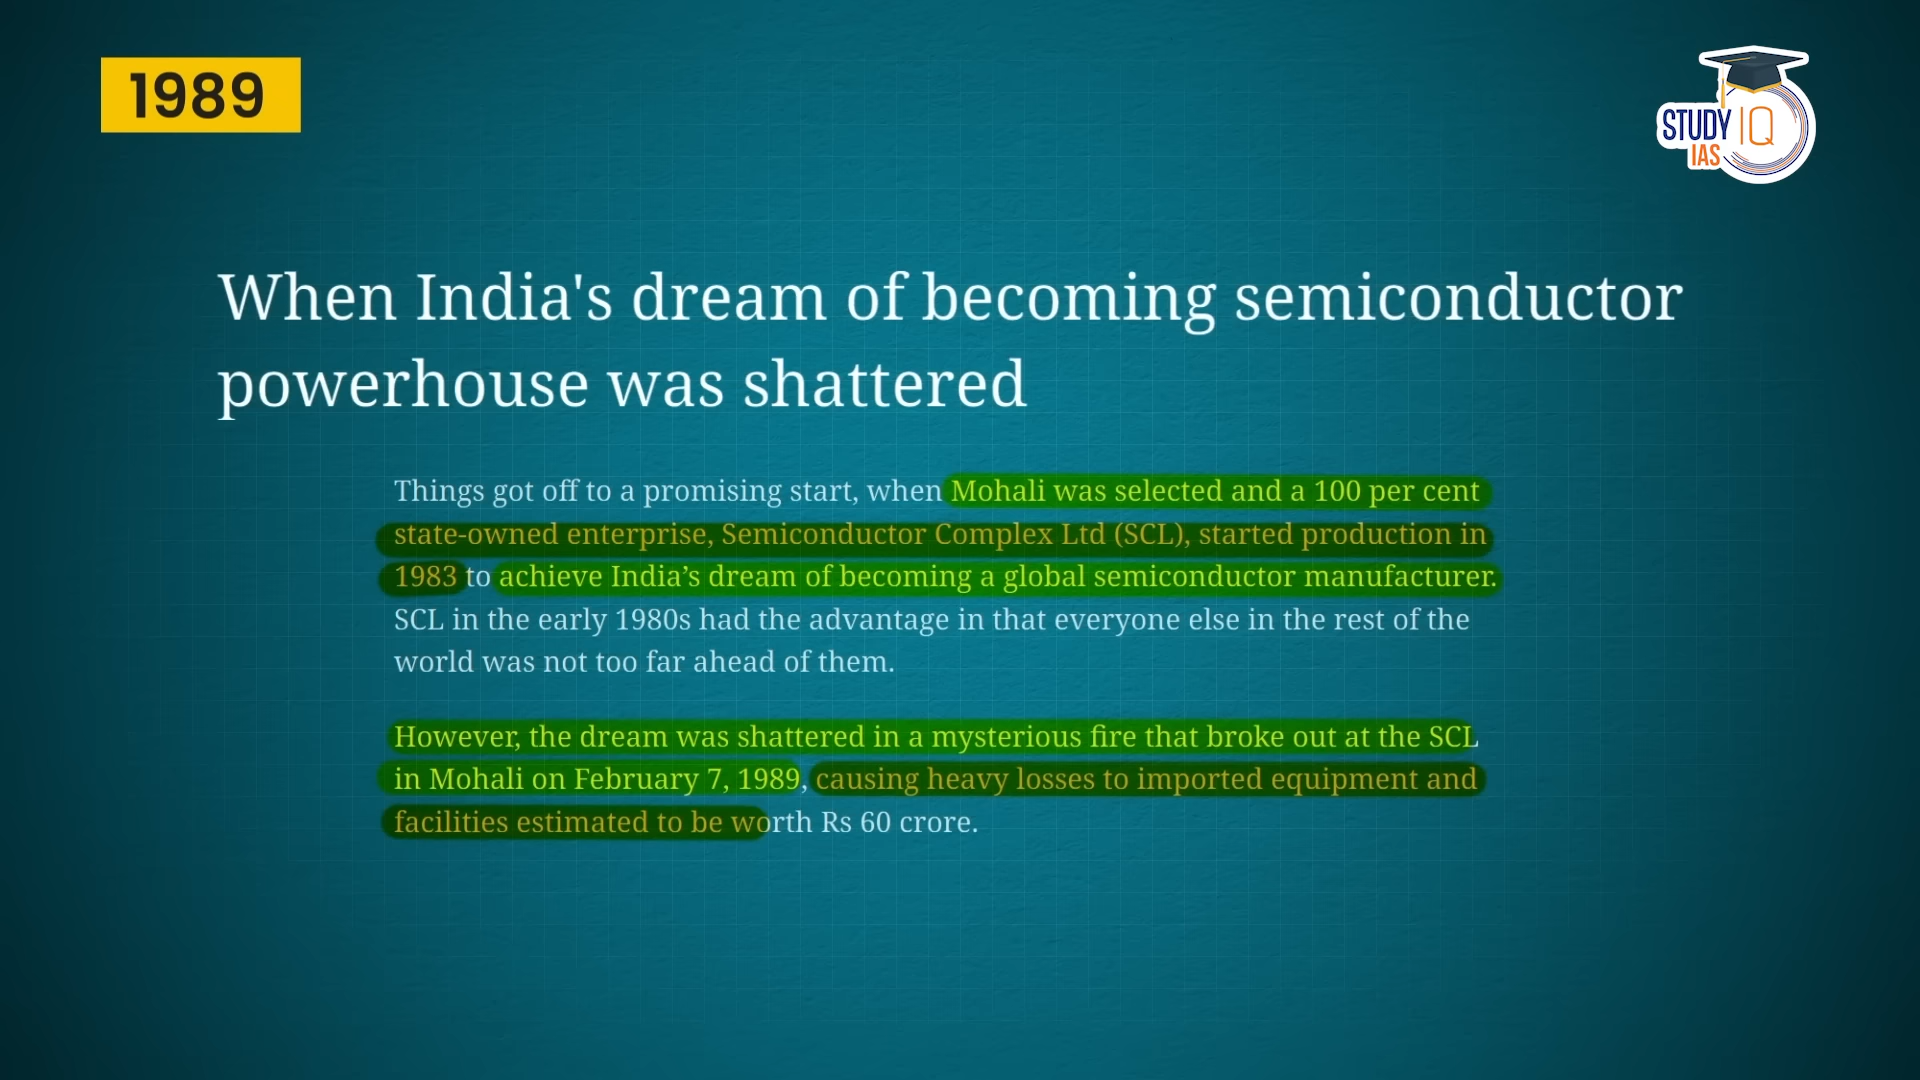 1989
STUDY IQ
IAS
When India's dream of becoming semiconductor
powerhouse was shattered
Things got off to a promising start, when Mohali was selected and a 100 per cent
state-owned enterprise, Semiconductor Complex Ltd (SCL), started production in
1983 to achieve India’s dream of becoming a global semiconductor manufacturer.
SCL in the early 1980s had the advantage in that everyone else in the rest of the
world was not too far ahead of them.
However, the dream was shattered in a mysterious fire that broke out at the SCL
in Mohali on February 7, 1989, causing heavy losses to imported equipment and
facilities estimated to be worth Rs 60 crore.